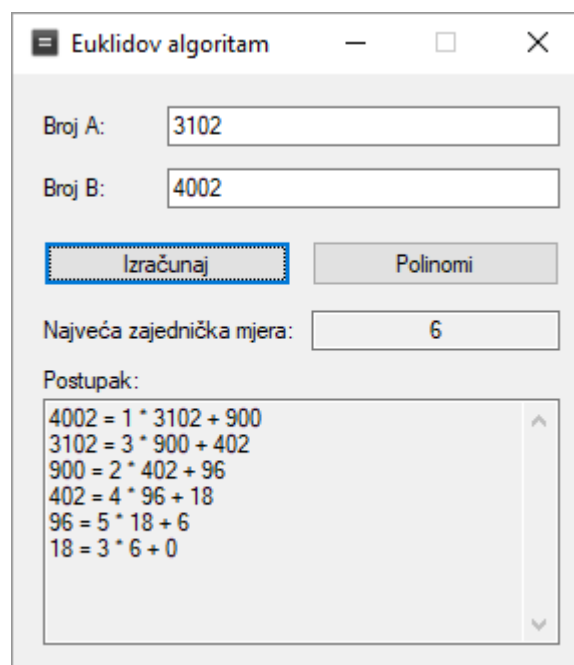 Euklidov algoritam
Broj A: 3102
Broj B: 4002
Izračunaj Polinomi
Najveća zajednička mjera: 6
Postupak:
4002 = 1 * 3102 + 900
3102 = 3 * 900 + 402
900 = 2 * 402 + 96
402 = 4 * 96 + 18
96 = 5 * 18 + 6
18 = 3 * 6 + 0